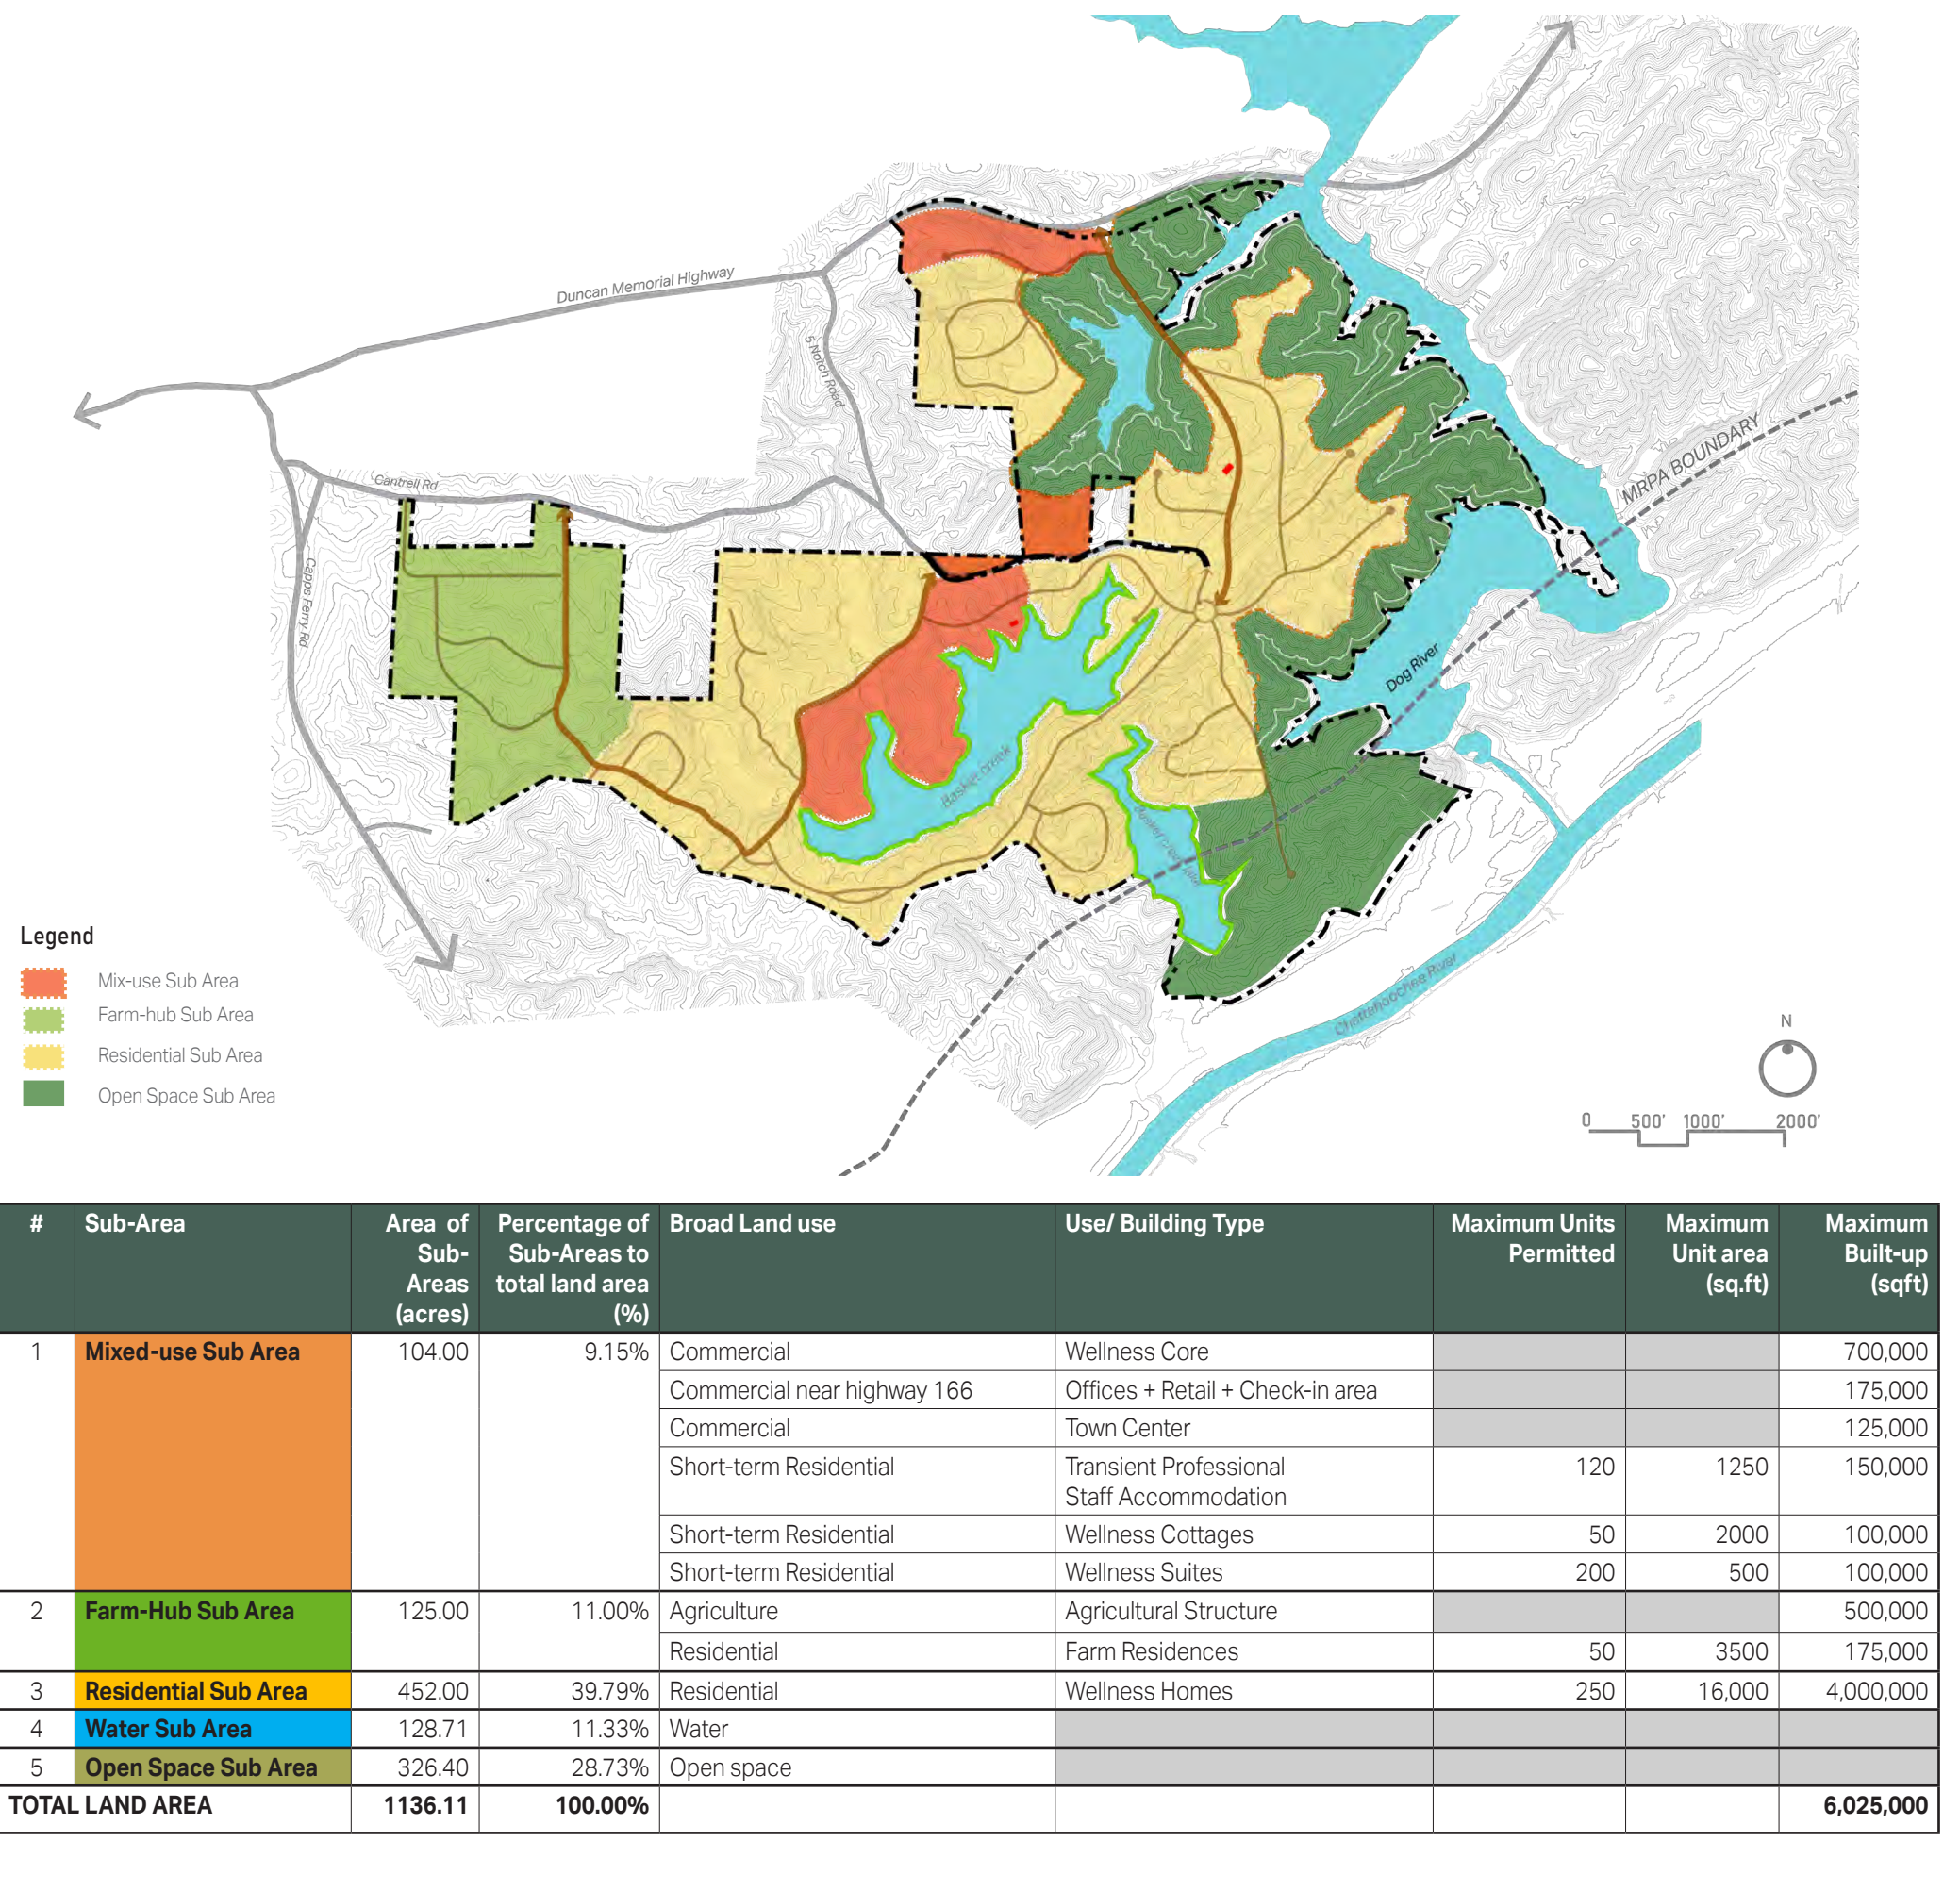 Duncan Memorial Highway
5 Notch Road
MRPA BOUNDARY
Cantrell Rd
Capps Ferry Rd
Dog River
Baskie creek
Chattahoochee River
Legend
Mix-use Sub Area
Farm-hub Sub Area
Residential Sub Area
Open Space Sub Area
N
0 500' 1000' 2000'
# Sub-Area Area of Sub-Areas (acres) Percentage of Sub-Areas to total land area (%) Broad Land use Use/ Building Type Maximum Units Permitted Maximum Unit area (sq.ft) Maximum Built-up (sqft)
1 Mixed-use Sub Area 104.00 9.15% Commercial Wellness Core 700,000
Commercial near highway 166 Offices + Retail + Check-in area 175,000
Commercial Town Center 125,000
Short-term Residential Transient Professional Staff Accommodation 120 1250 150,000
Short-term Residential Wellness Cottages 50 2000 100,000
Short-term Residential Wellness Suites 200 500 100,000
2 Farm-Hub Sub Area 125.00 11.00% Agriculture Agricultural Structure 500,000
Residential Farm Residences 50 3500 175,000
3 Residential Sub Area 452.00 39.79% Residential Wellness Homes 250 16,000 4,000,000
4 Water Sub Area 128.71 11.33% Water
5 Open Space Sub Area 326.40 28.73% Open space
TOTAL LAND AREA 1136.11 100.00% 6,025,000